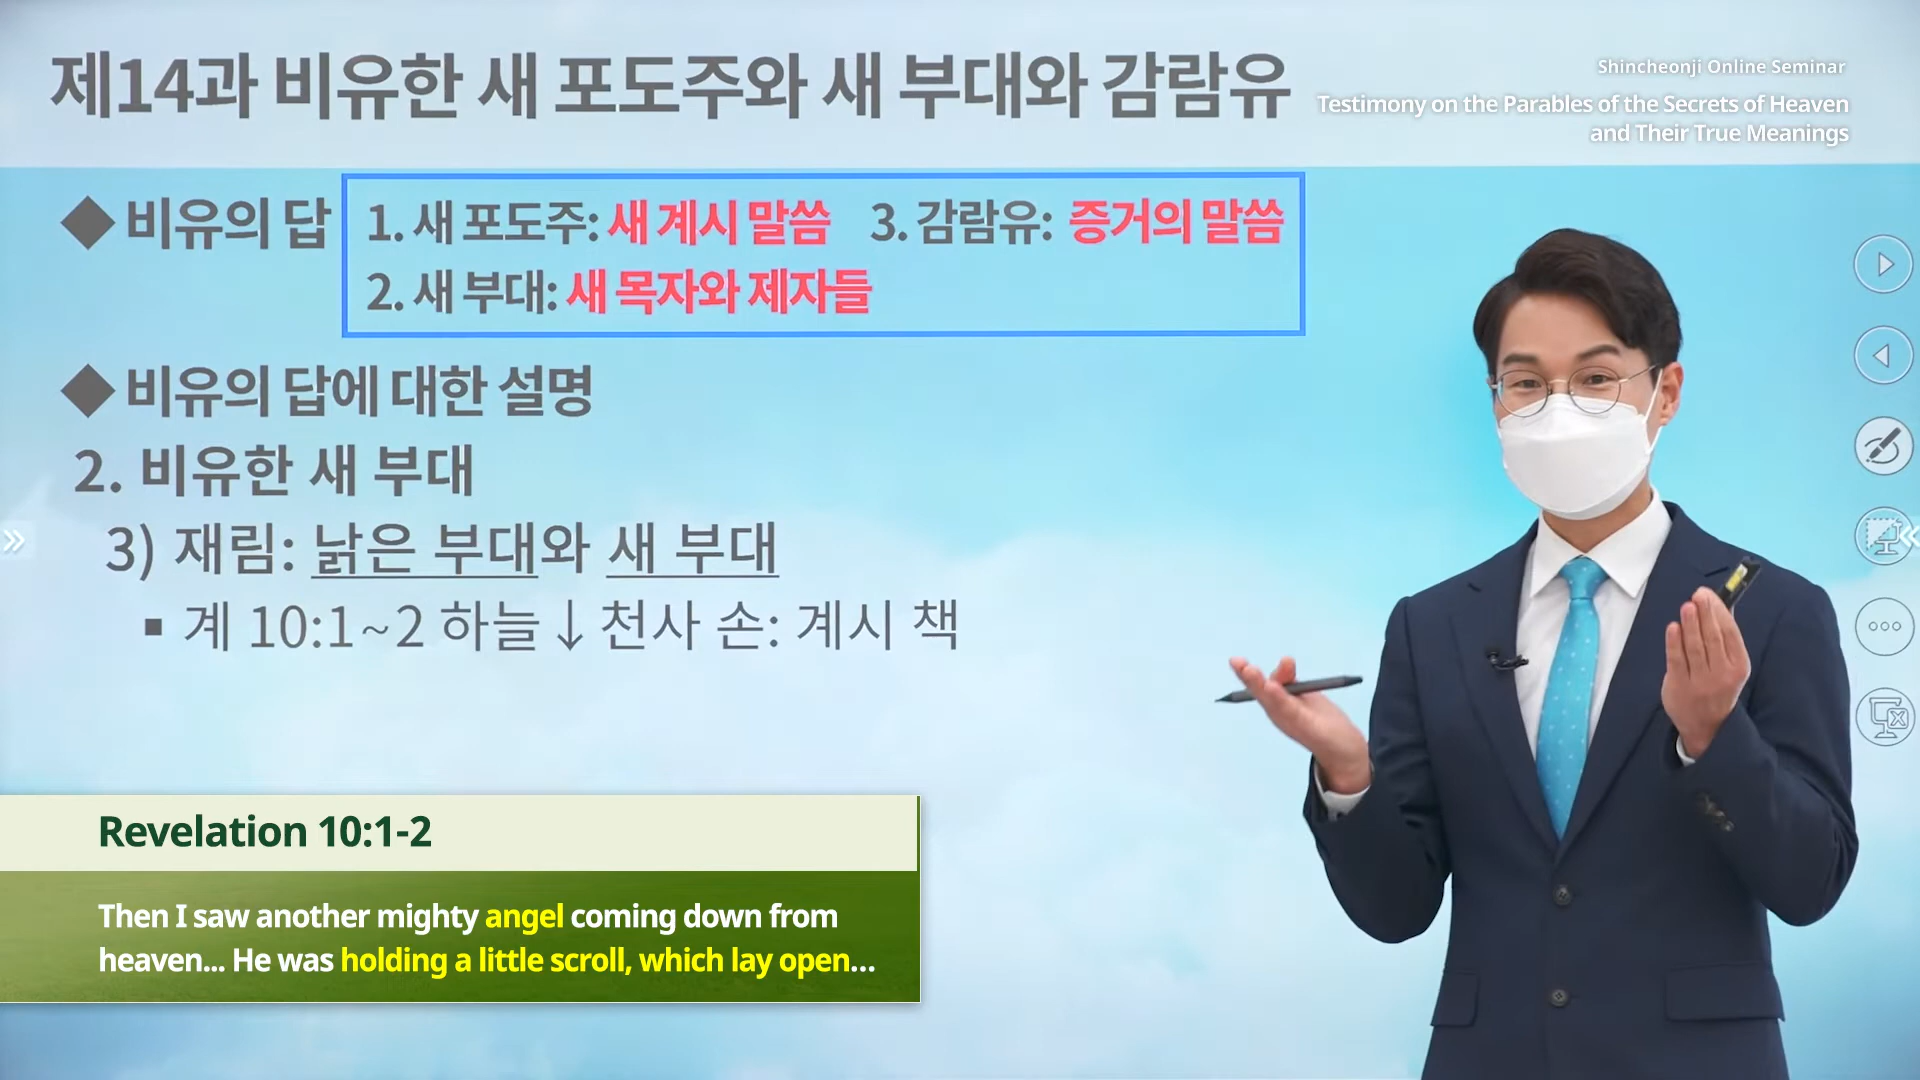 제14과 비유한 새 포도주와 새 부대와 감람유
Shincheonji Online Seminar
Testimony on the Parables of the Secrets of Heaven
and Their True Meanings
◆ 비유의 답
1. 새 포도주: 새 계시 말씀 3. 감람유: 증거의 말씀
2. 새 부대: 새 목자와 제자들
◆ 비유의 답에 대한 설명
2. 비유한 새 부대
3) 재림: 낡은 부대와 새 부대
▪ 계 10:1~2 하늘↓천사 손: 계시 책
Revelation 10:1-2
Then I saw another mighty angel coming down from
heaven... He was holding a little scroll, which lay open...